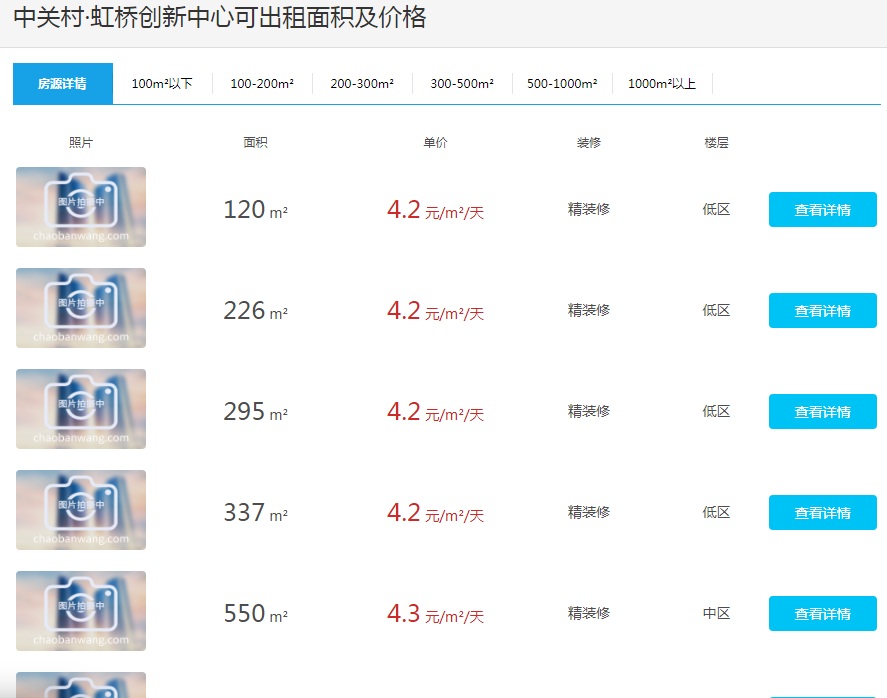 中关村·虹桥创新中心可出租面积及价格
房源详情 100m²以下 100-200m² 200-300m² 300-500m² 500-1000m² 1000m²以上
照片 面积 单价 装修 楼层
图片拍摄中
chaobanwang.com
120 m² 4.2 元/m²/天 精装修 低区 查看详情
图片拍摄中
chaobanwang.com
226 m² 4.2 元/m²/天 精装修 低区 查看详情
图片拍摄中
chaobanwang.com
295 m² 4.2 元/m²/天 精装修 低区 查看详情
图片拍摄中
chaobanwang.com
337 m² 4.2 元/m²/天 精装修 低区 查看详情
图片拍摄中
chaobanwang.com
550 m² 4.3 元/m²/天 精装修 中区 查看详情